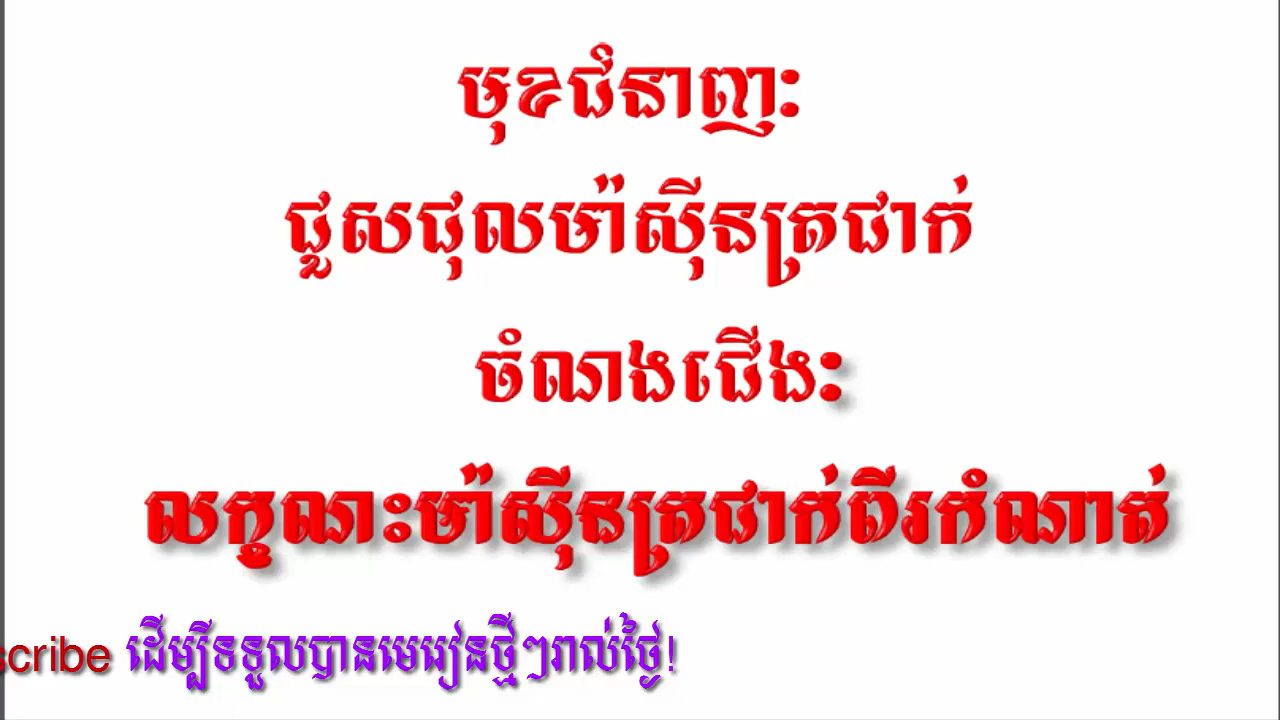 មុខជំនាញៈ
ជួសជុលម៉ាស៊ីនត្រជាក់
ចំណងជើងៈ
លក្ខណះម៉ាស៊ីនត្រជាក់ពីរកំណាត់
scribe ដើម្បីទទួលបានមេរៀនថ្មីៗរាល់ថ្ងៃ!